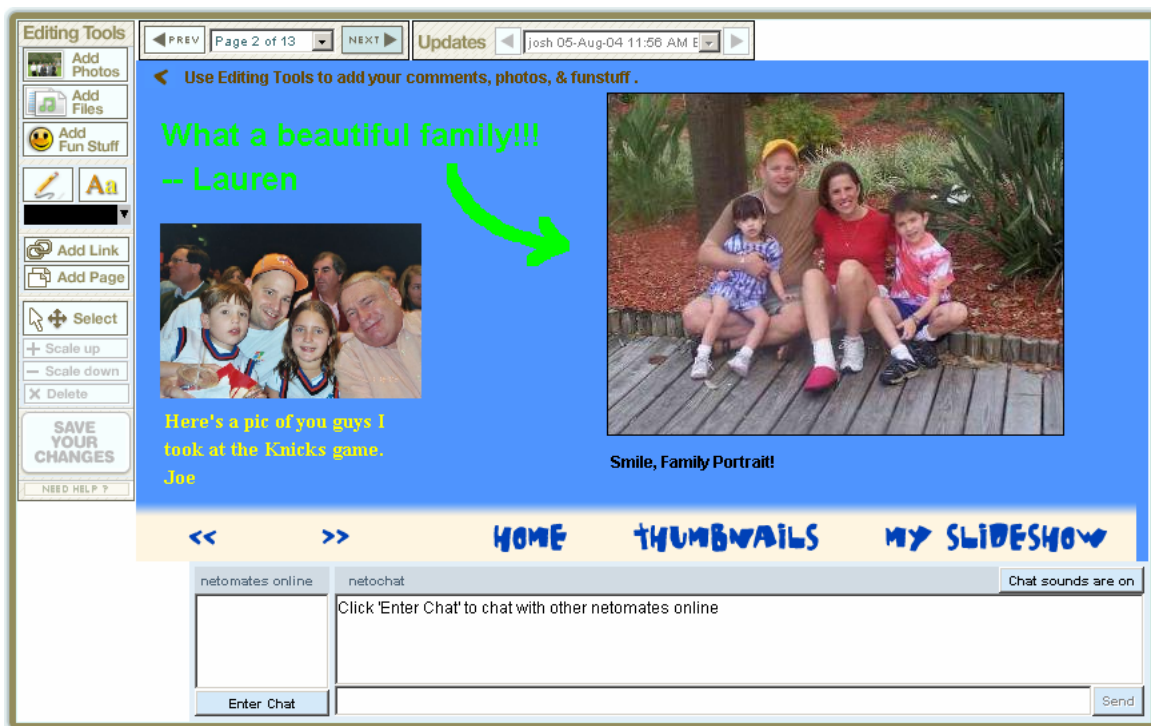 Editing Tools
Add
Photos
Add
Files
Add
Fun Stuff
Aa
Add Link
Add Page
Select
Scale up
Scale down
Delete
SAVE
YOUR
CHANGES
NEED HELP ?
PREV
Page 2 of 13
NEXT
Updates
josh 05-Aug-04 11:56 AM E
Use Editing Tools to add your comments, photos, & funstuff .
What a beautiful family!!!
-- Lauren
Here's a pic of you guys I
took at the Knicks game.
Joe
Smile, Family Portrait!
<< >> HOME THUMBNAILS MY SLIDESHOW
netomates online
netochat
Chat sounds are on
Click 'Enter Chat' to chat with other netomates online
Enter Chat
Send